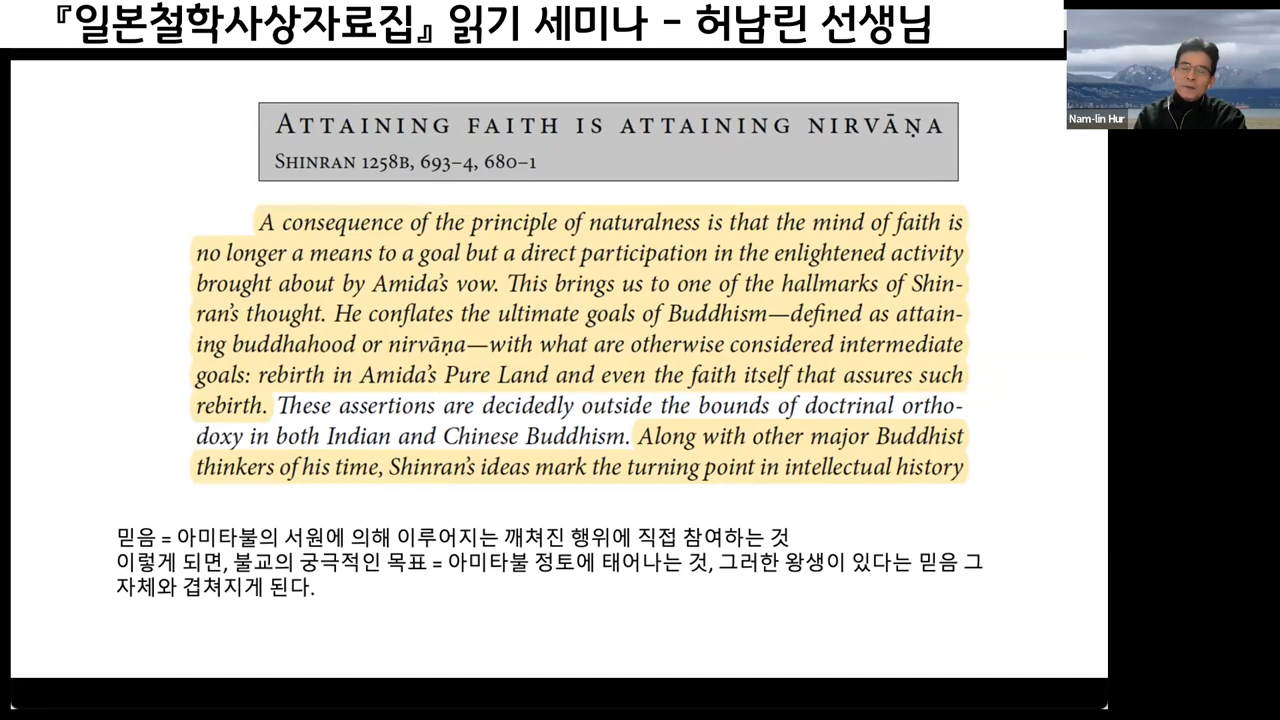 『일본철학사상자료집』 읽기 세미나 - 허남린 선생님
Nam-lin Hur
ATTAINING FAITH IS ATTAINING NIRVĀṆA
SHINRAN 1258B, 693–4, 680–1
A consequence of the principle of naturalness is that the mind of faith is
no longer a means to a goal but a direct participation in the enlightened activity
brought about by Amida’s vow. This brings us to one of the hallmarks of Shin-
ran’s thought. He conflates the ultimate goals of Buddhism—defined as attain-
ing buddhahood or nirvāṇa—with what are otherwise considered intermediate
goals: rebirth in Amida’s Pure Land and even the faith itself that assures such
rebirth. These assertions are decidedly outside the bounds of doctrinal ortho-
doxy in both Indian and Chinese Buddhism. Along with other major Buddhist
thinkers of his time, Shinran’s ideas mark the turning point in intellectual history
믿음 = 아미타불의 서원에 의해 이루어지는 깨쳐진 행위에 직접 참여하는 것
이렇게 되면, 불교의 궁극적인 목표 = 아미타불 정토에 태어나는 것, 그러한 왕생이 있다는 믿음 그
자체와 겹쳐지게 된다.